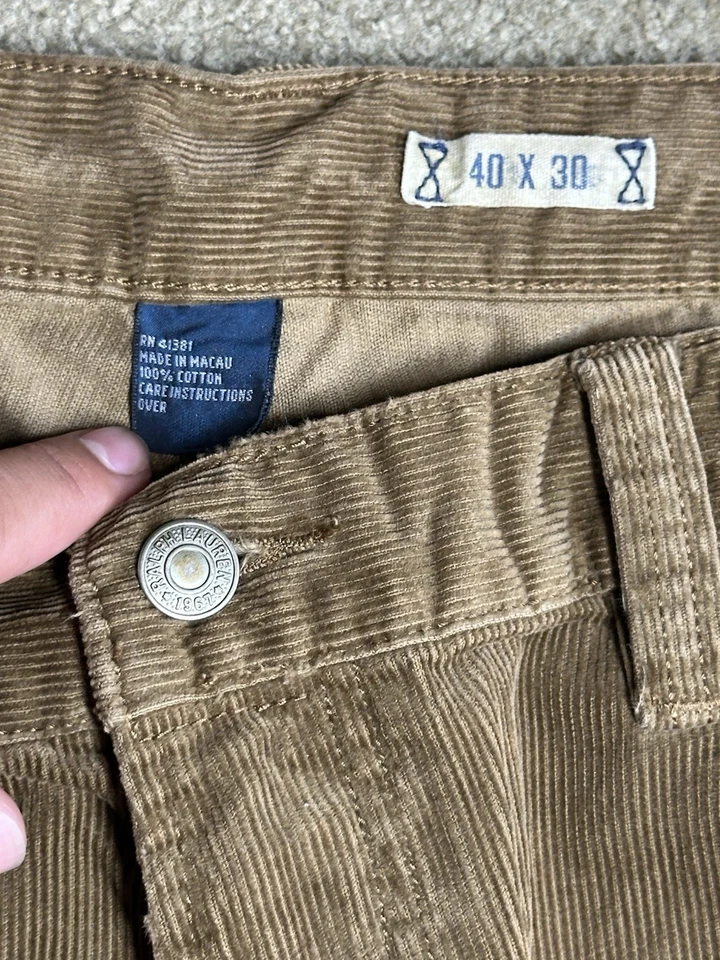 40 X 30
RN 41381
MADE IN MACAU
100% COTTON
CARE INSTRUCTIONS
OVER
RALPH LAUREN
1967